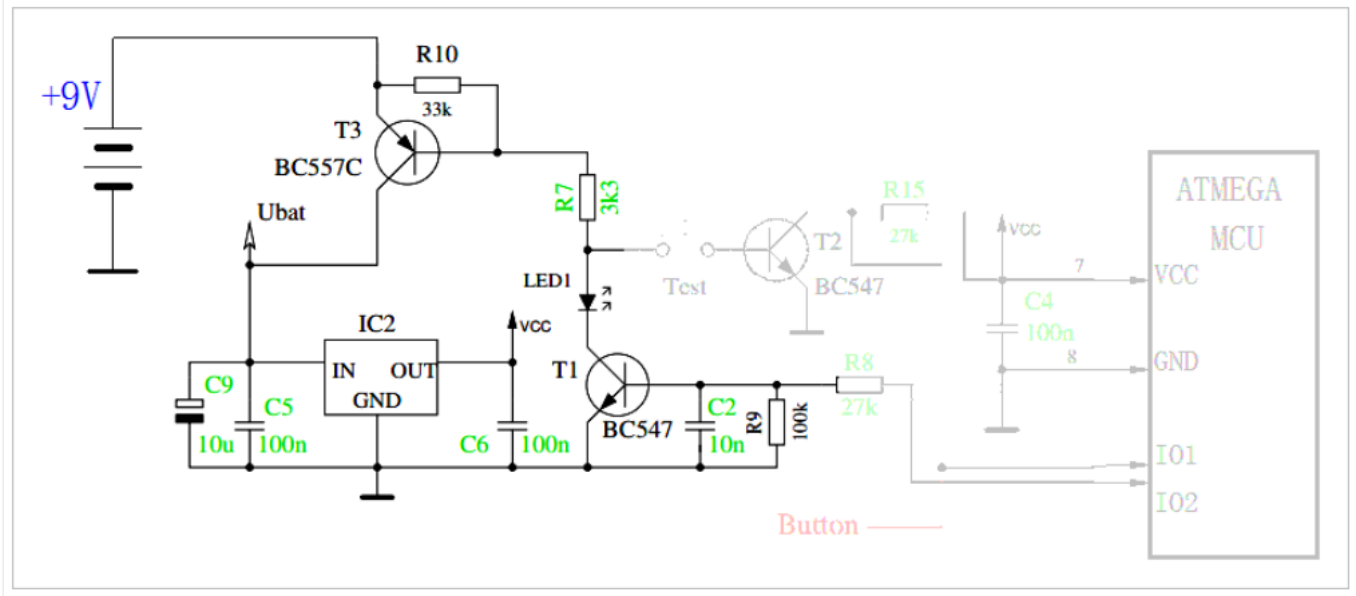 +9V
R10
33k
T3
BC557C
Ubat
R7
3k3
LED1
Test
T2
BC547
R15
27k
VCC
7
C4
100n
8
ATMEGA
MCU
VCC
GND
IO1
IO2
IC2
IN
OUT
GND
VCC
C9
10u
C5
100n
C6
100n
T1
BC547
C2
10n
R9
100k
R8
27k
Button